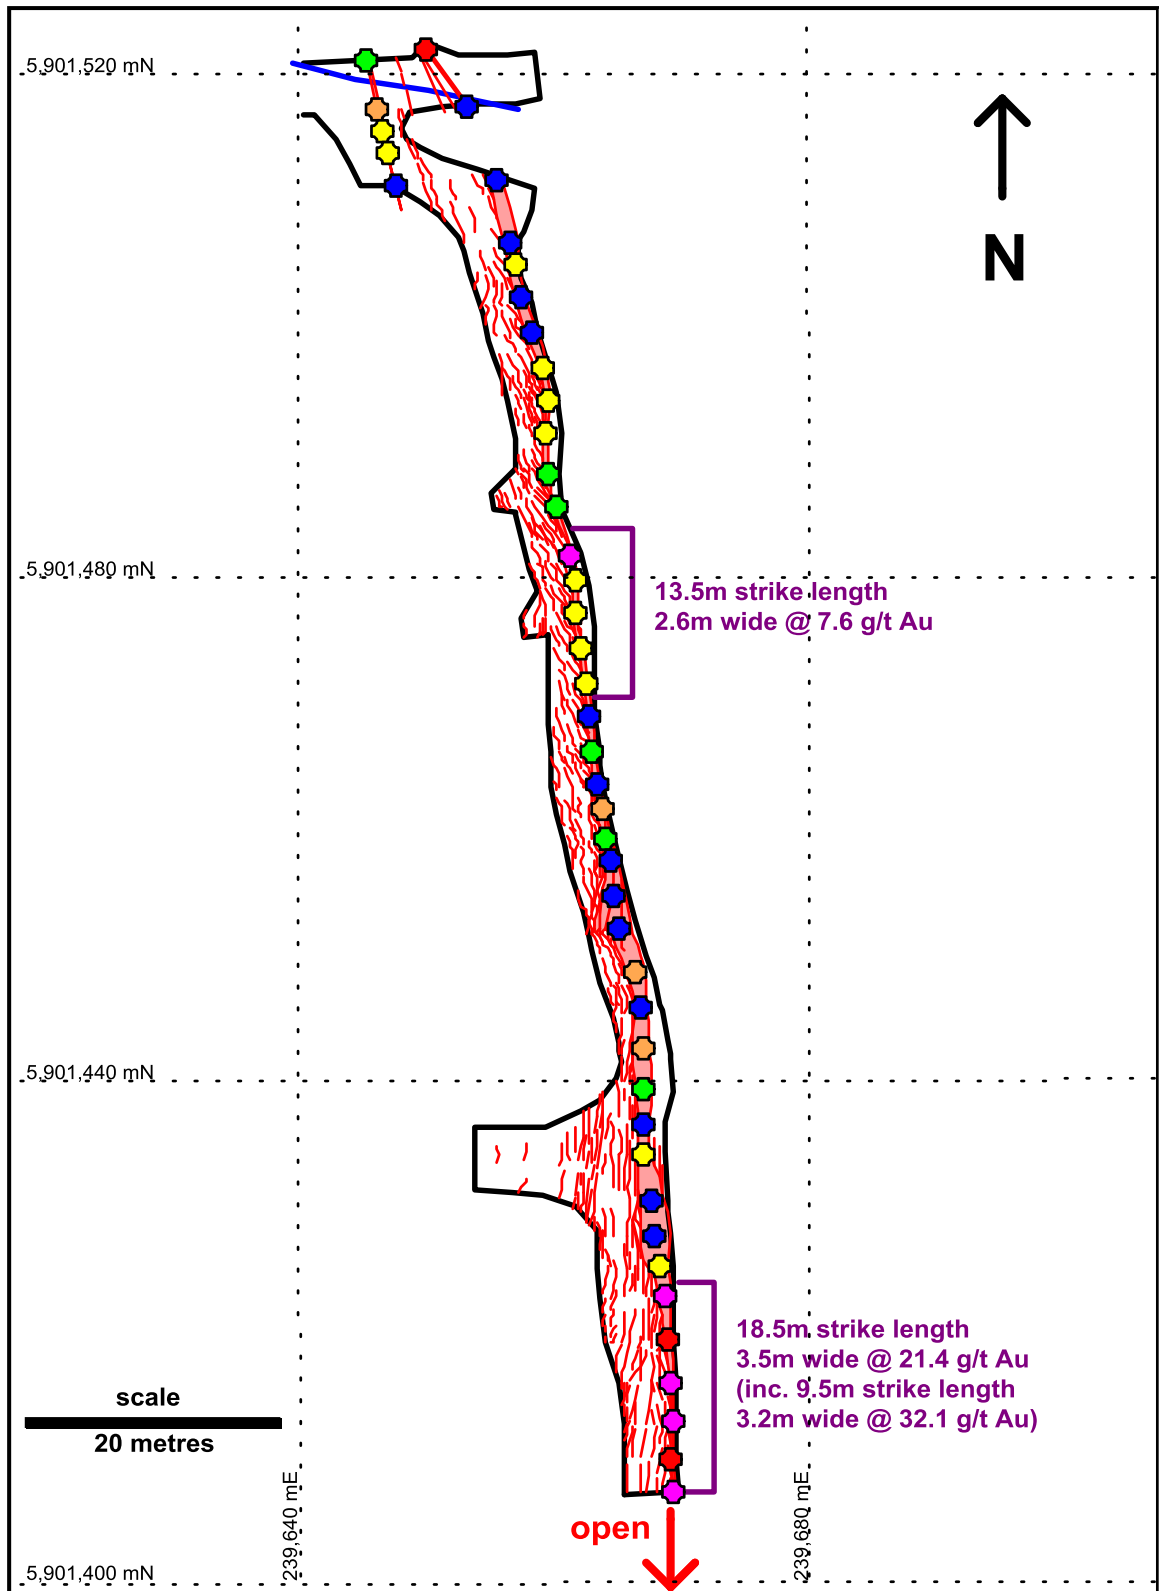 5,901,520 mN
N
5,901,480 mN
13.5m strike length
2.6m wide @ 7.6 g/t Au
5,901,440 mN
18.5m strike length
3.5m wide @ 21.4 g/t Au
(inc. 9.5m strike length
3.2m wide @ 32.1 g/t Au)
scale
20 metres
239,640 mE
239,680 mE
open
5,901,400 mN